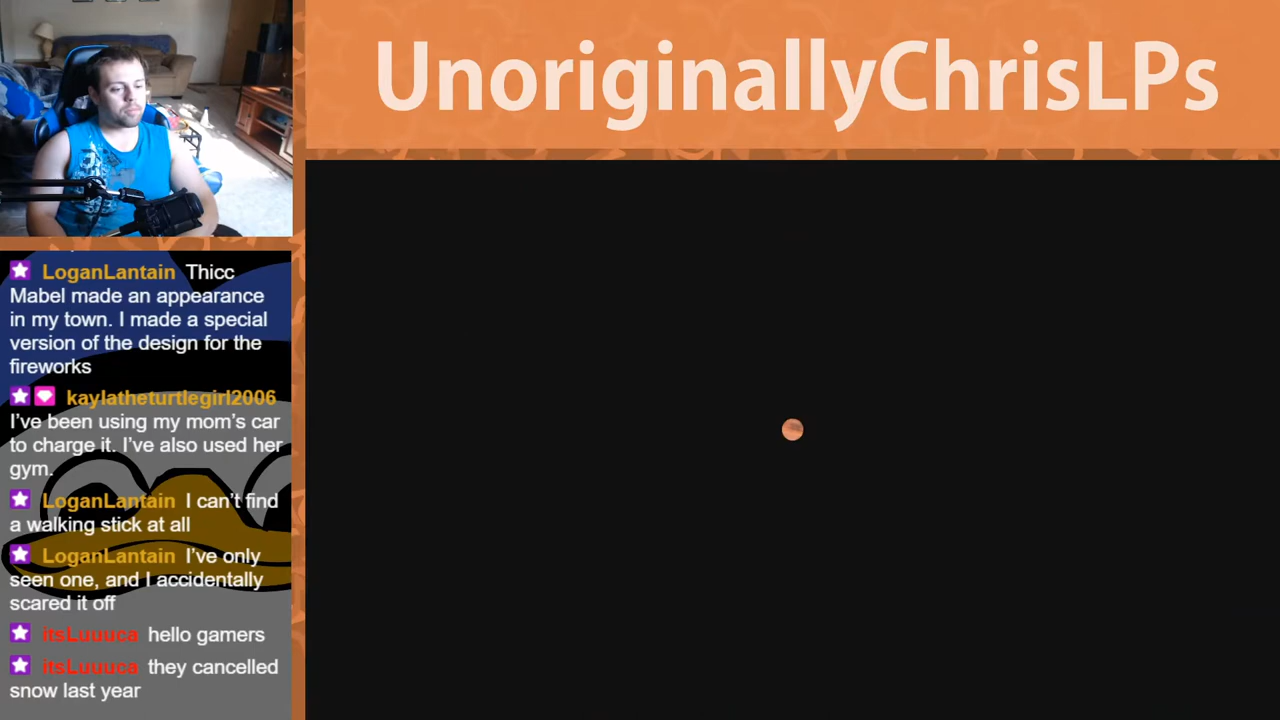 UnoriginallyChrisLPs
LoganLantain Thicc
Mabel made an appearance
in my town. I made a special
version of the design for the
fireworks
kaylatheturtlegirl2006
I've been using my mom's car
to charge it. I've also used her
gym.
LoganLantain I can't find
a walking stick at all
LoganLantain I've only
seen one, and I accidentally
scared it off
itsLuuuca hello gamers
itsLuuuca they cancelled
snow last year